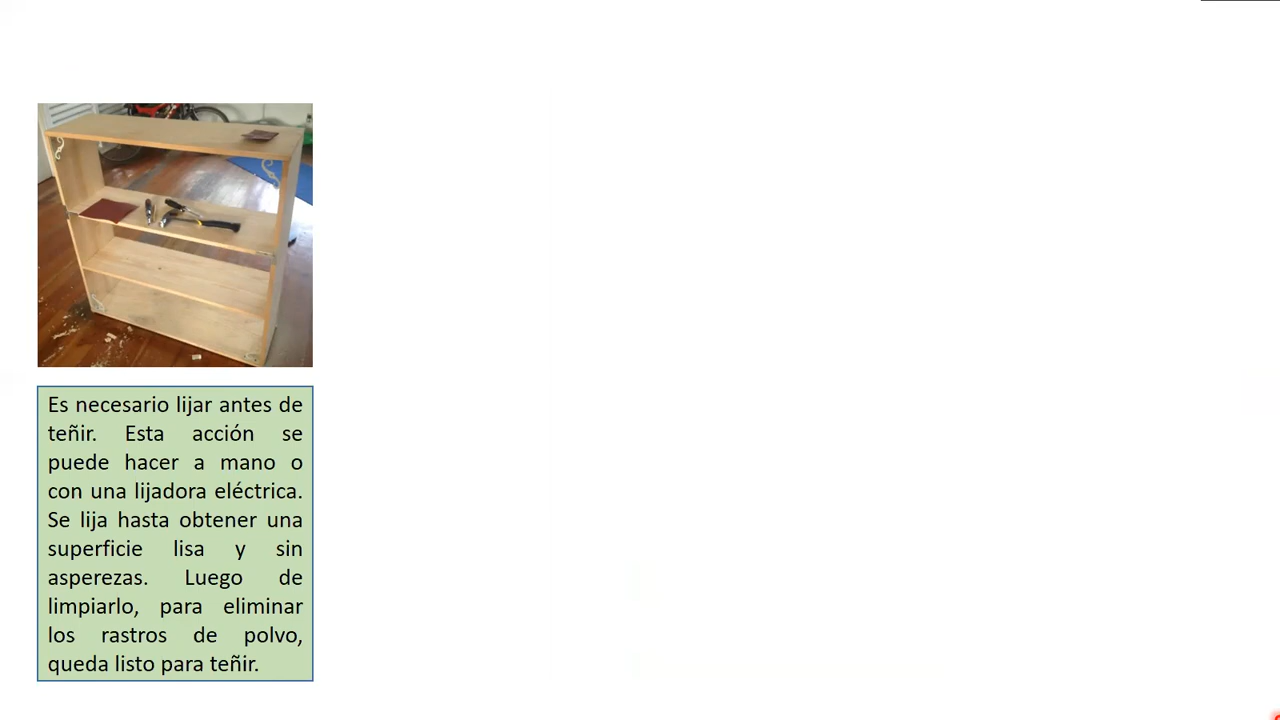 Es necesario lijar antes de
teñir. Esta acción se
puede hacer a mano o
con una lijadora eléctrica.
Se lija hasta obtener una
superficie lisa y sin
asperezas. Luego de
limpiarlo, para eliminar
los rastros de polvo,
queda listo para teñir.